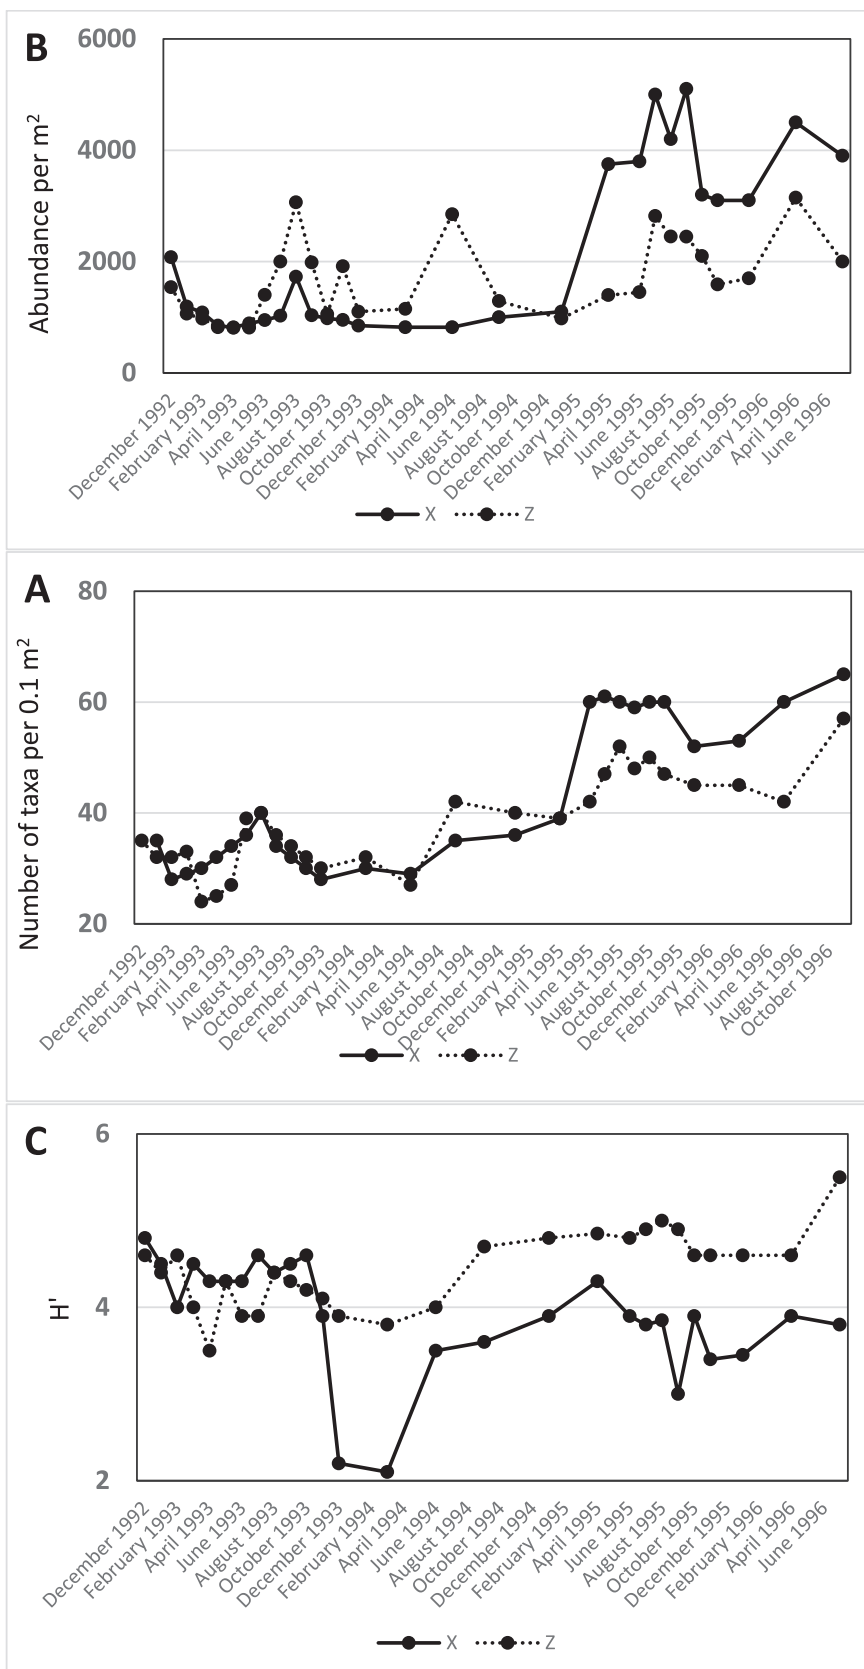 B
Abundance per m²
6000
4000
2000
0
December 1992
February 1993
April 1993
June 1993
August 1993
October 1993
December 1993
February 1994
April 1994
June 1994
August 1994
October 1994
December 1994
February 1995
April 1995
June 1995
August 1995
October 1995
December 1995
February 1996
April 1996
June 1996
X
Z
A
Number of taxa per 0.1 m²
80
60
40
20
December 1992
February 1993
April 1993
June 1993
August 1993
October 1993
December 1993
February 1994
April 1994
June 1994
August 1994
October 1994
December 1994
February 1995
April 1995
June 1995
August 1995
October 1995
December 1995
February 1996
April 1996
June 1996
August 1996
October 1996
X
Z
C
H'
6
4
2
December 1992
February 1993
April 1993
June 1993
August 1993
October 1993
December 1993
February 1994
April 1994
June 1994
August 1994
October 1994
December 1994
February 1995
April 1995
June 1995
August 1995
October 1995
December 1995
February 1996
April 1996
June 1996
X
Z